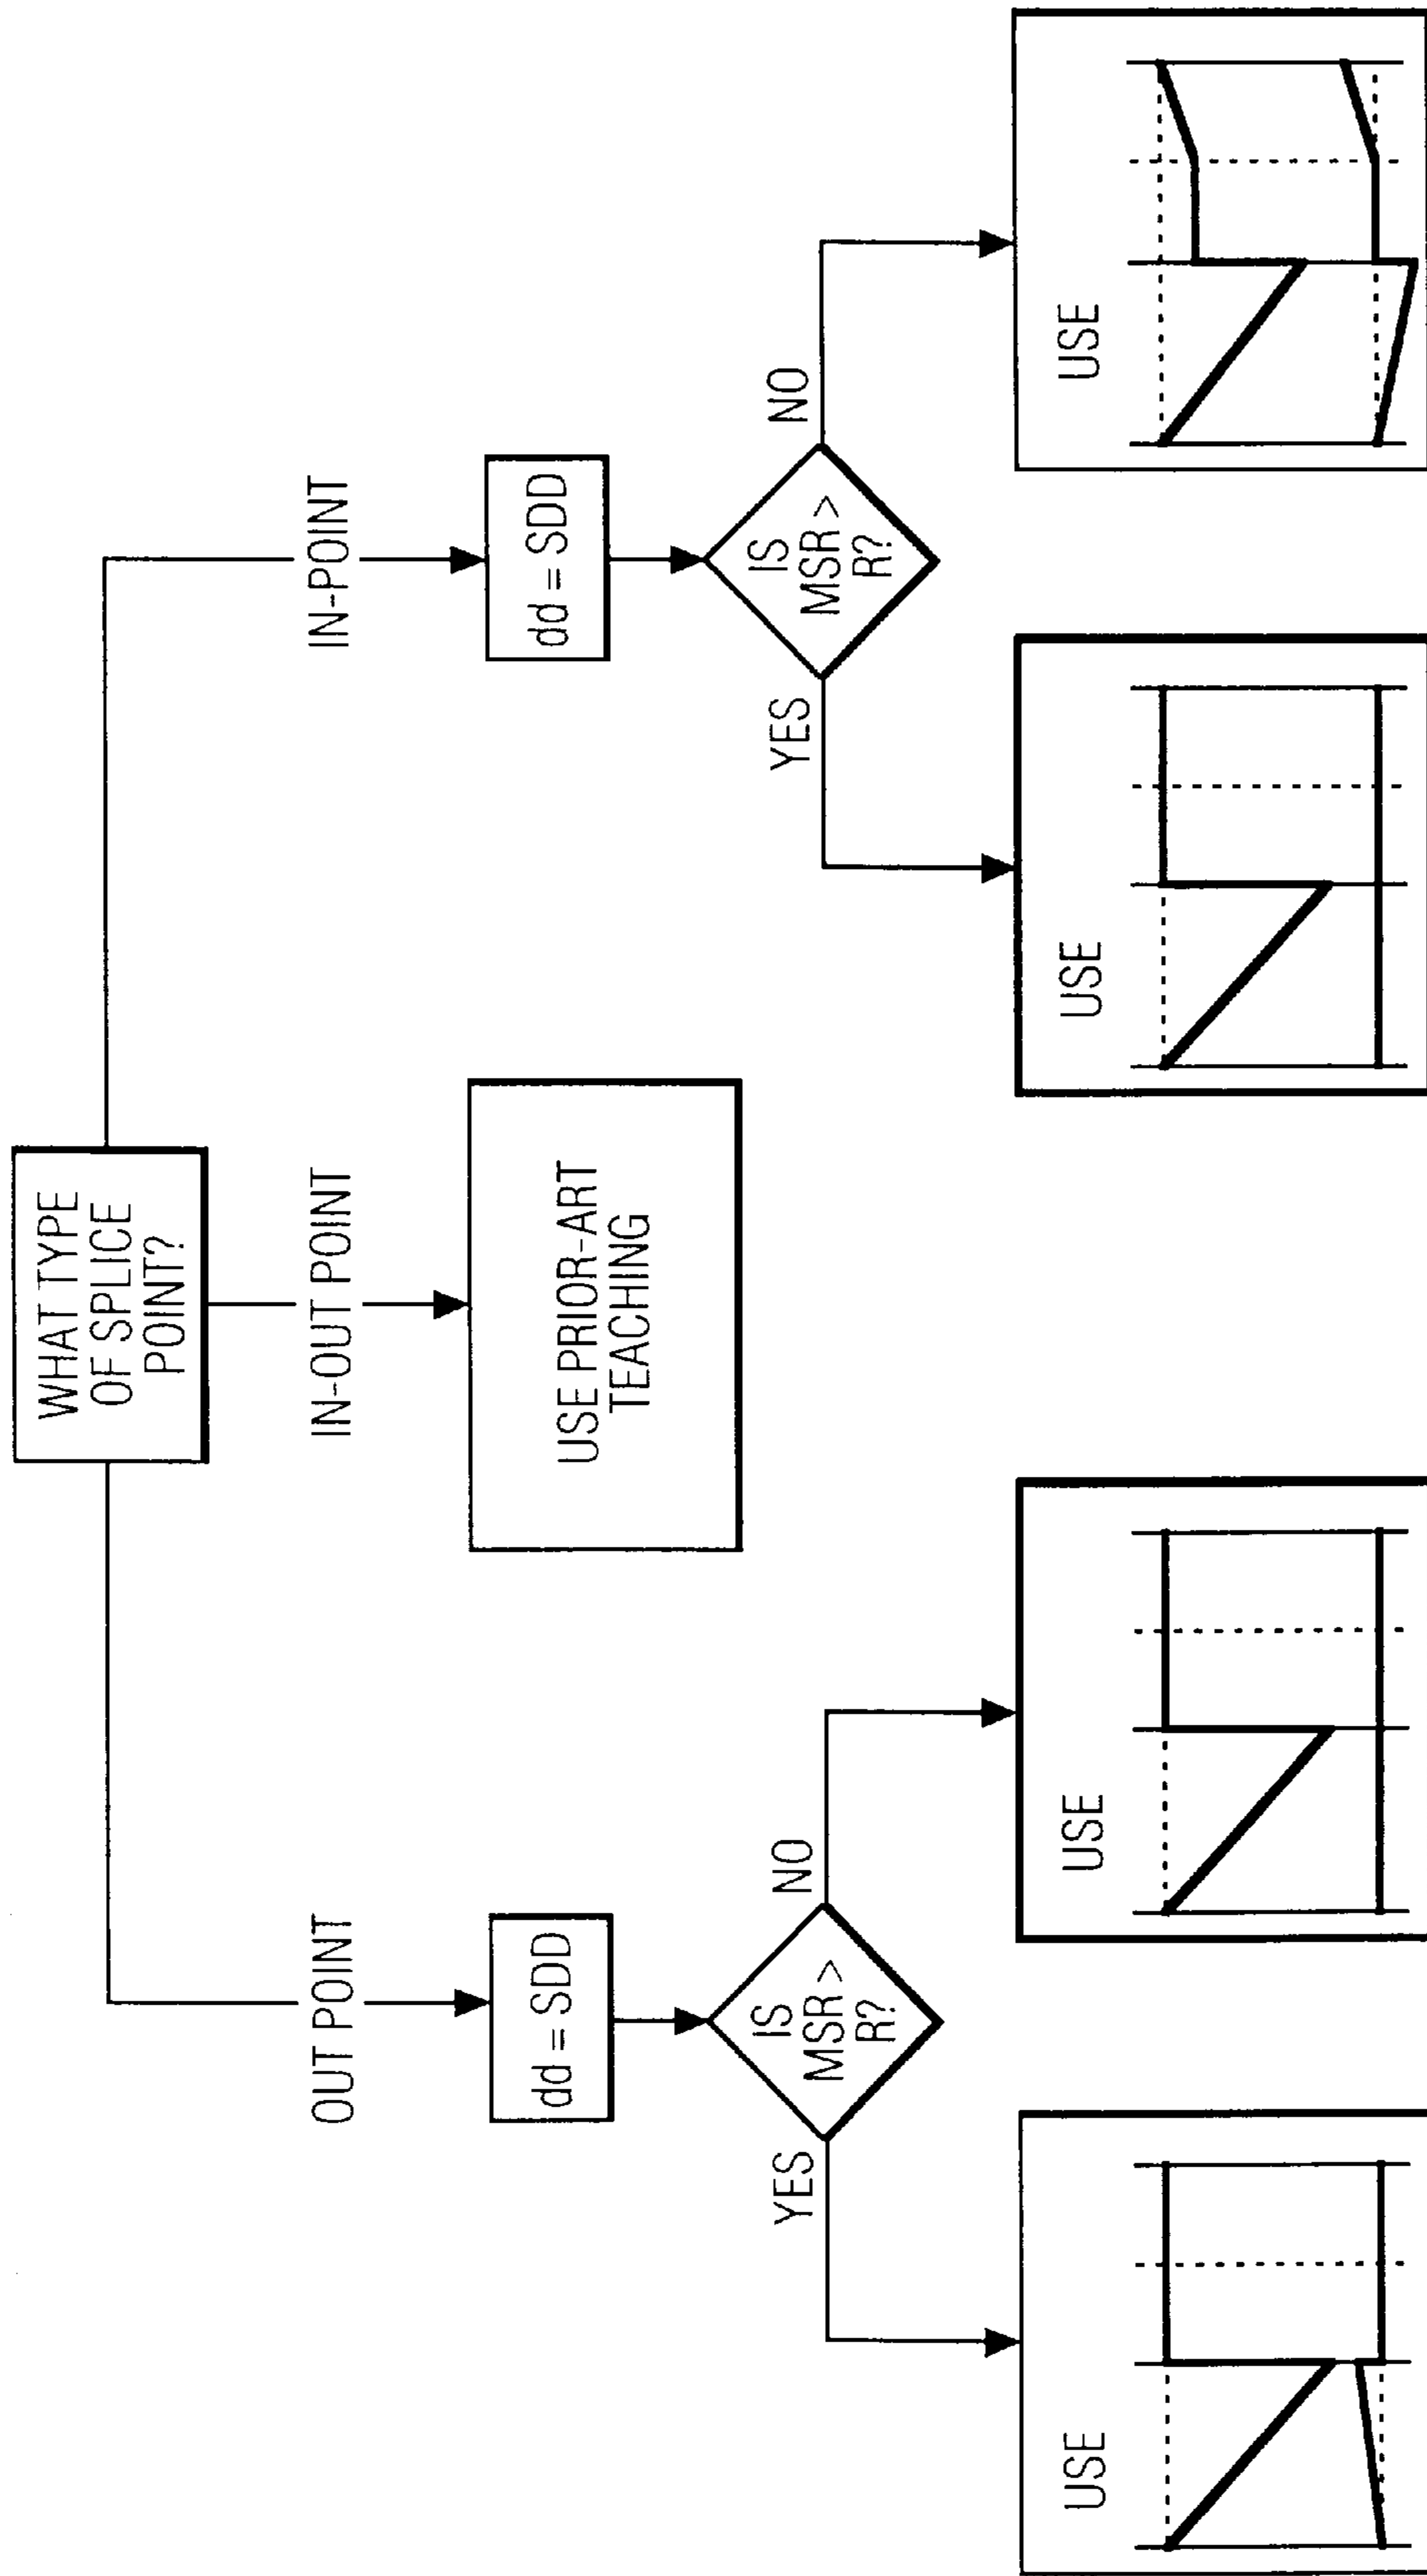 WHAT TYPE
OF SPLICE
POINT?
OUT POINT
IN-OUT POINT
IN-POINT
dd = SDD
USE PRIOR-ART
TEACHING
dd = SDD
IS
MSR >
R?
YES
NO
IS
MSR >
R?
YES
NO
USE
USE
USE
USE